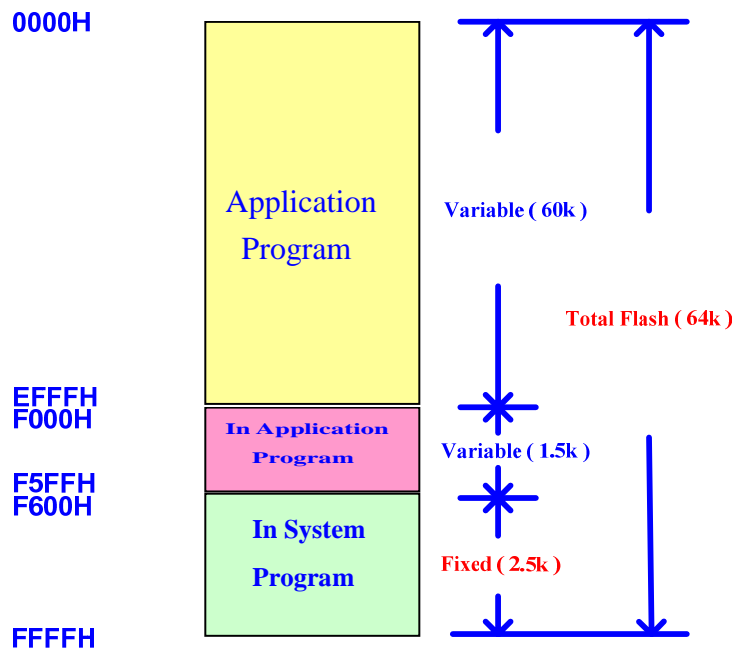 0000H
Application
Program
Variable ( 60k )
Total Flash ( 64k )
EFFFH
F000H
In Application
Program
Variable ( 1.5k )
F5FFH
F600H
In System
Program
Fixed ( 2.5k )
FFFFH